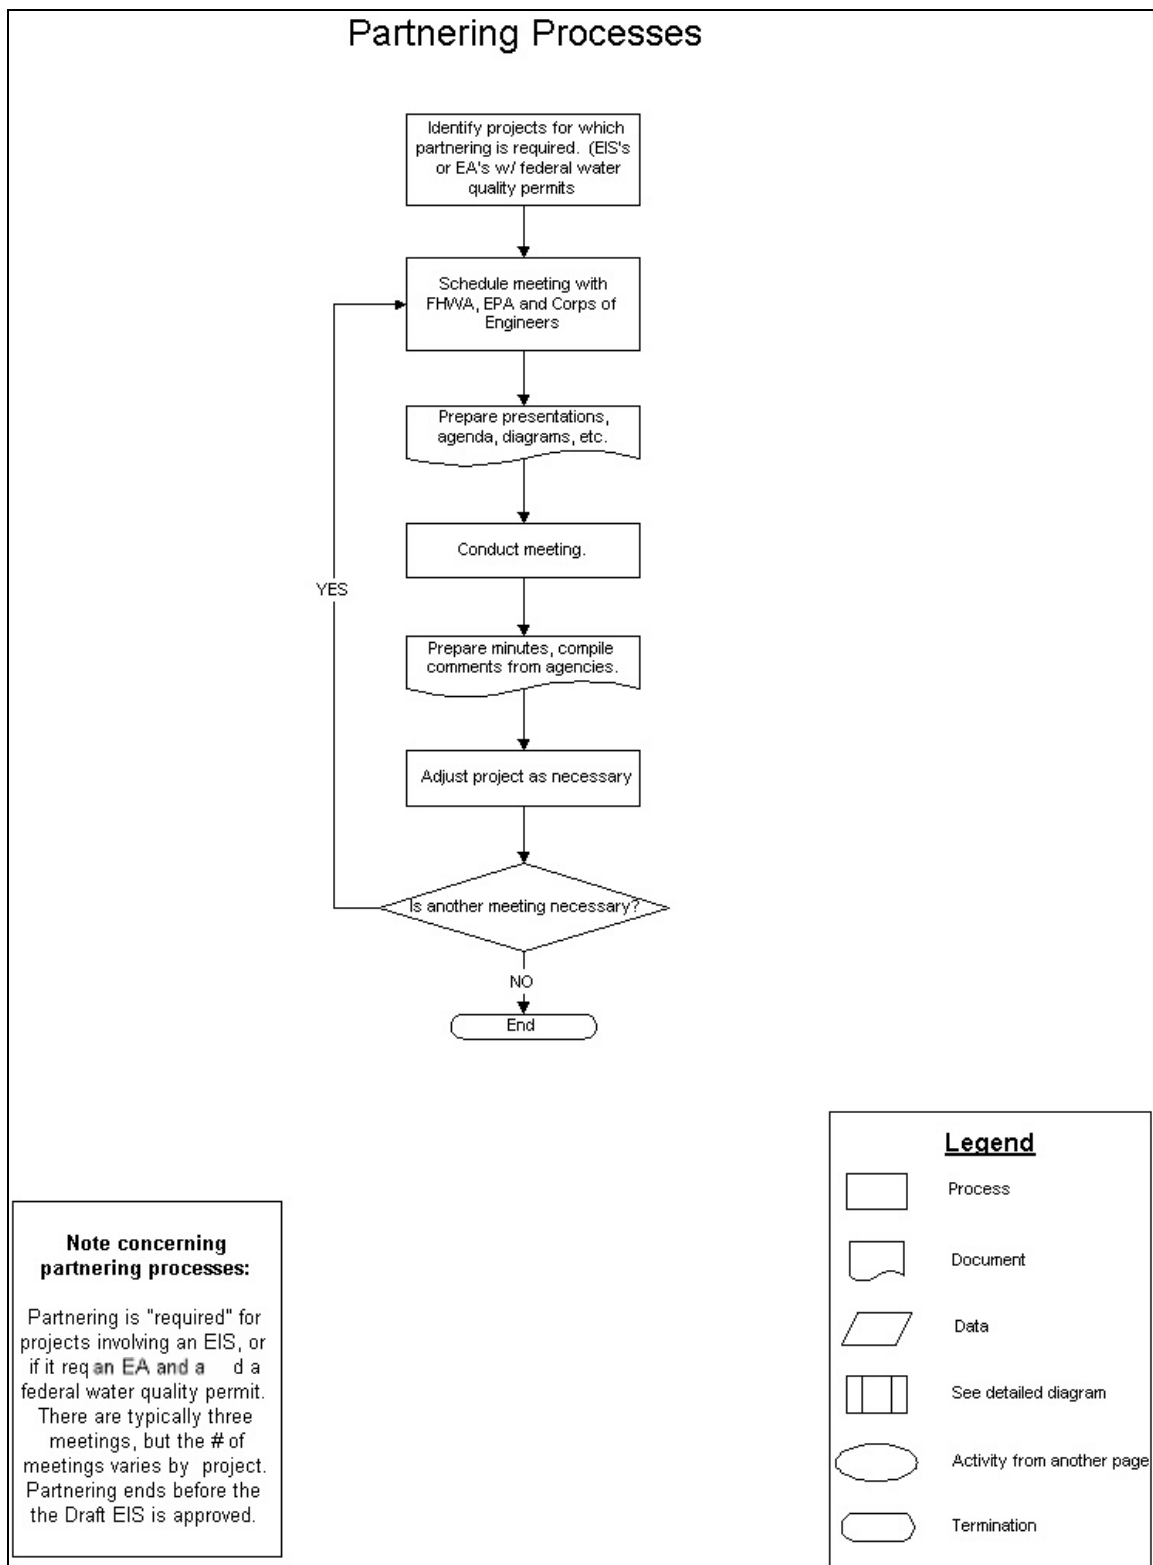 Partnering Processes
Identify projects for which
partnering is required. (EIS's
or EA's w/ federal water
quality permits
Schedule meeting with
FHWA, EPA and Corps of
Engineers
Prepare presentations,
agenda, diagrams, etc.
Conduct meeting.
YES
Prepare minutes, compile
comments from agencies.
Adjust project as necessary
Is another meeting necessary?
NO
End
Note concerning
partnering processes:
Partnering is "required" for
projects involving an EIS, or
if it req an EA and a d a
federal water quality permit.
There are typically three
meetings, but the # of
meetings varies by project.
Partnering ends before the
the Draft EIS is approved.
Legend
Process
Document
Data
See detailed diagram
Activity from another page
Termination